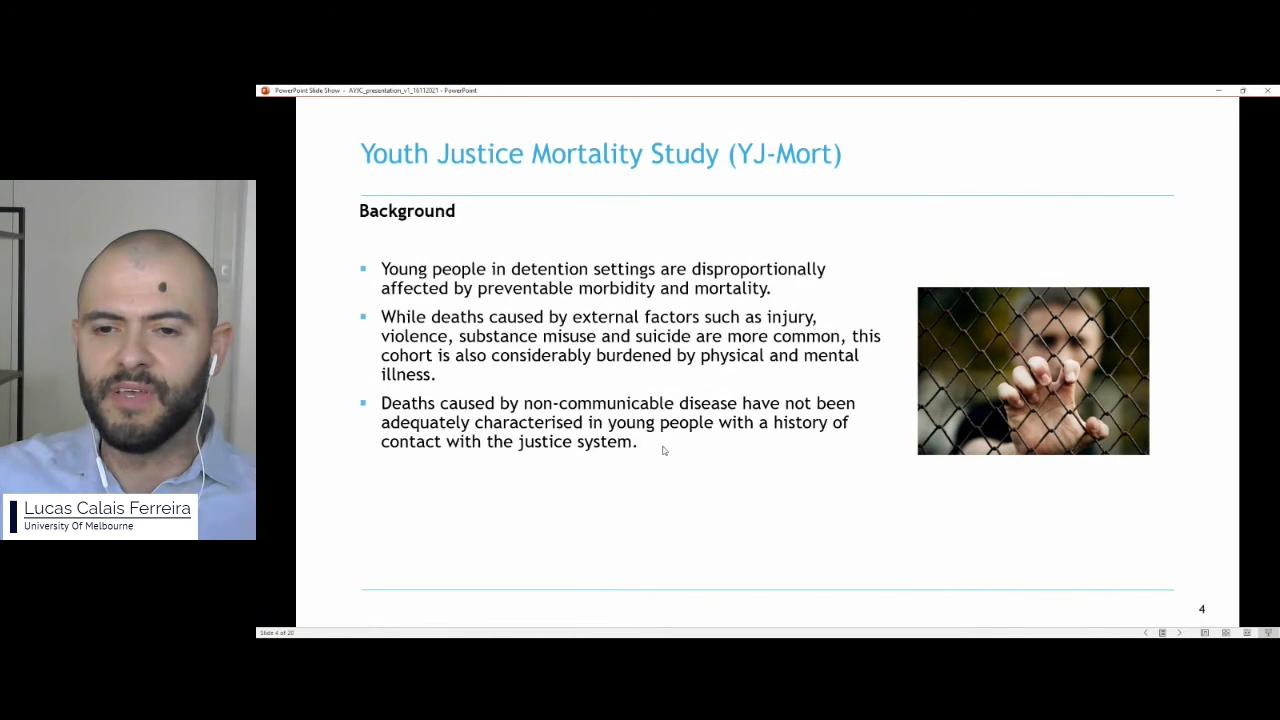 PowerPoint Slide Show - AYJC_presentation_v1_16112021 - PowerPoint
Youth Justice Mortality Study (YJ-Mort)
Background
Young people in detention settings are disproportionally
affected by preventable morbidity and mortality.
While deaths caused by external factors such as injury,
violence, substance misuse and suicide are more common, this
cohort is also considerably burdened by physical and mental
illness.
Deaths caused by non-communicable disease have not been
adequately characterised in young people with a history of
contact with the justice system.
Lucas Calais Ferreira
University Of Melbourne
4
Slide 4 of 20